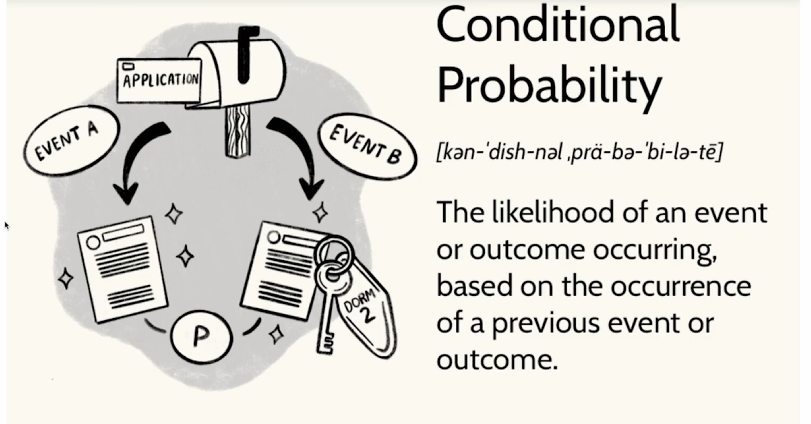 APPLICATION
EVENT A
EVENT B
DORM
2
P
Conditional
Probability
[kən-ˈdish-nəl ˌprä-bə-ˈbi-lə-tē]
The likelihood of an event
or outcome occurring,
based on the occurrence
of a previous event or
outcome.